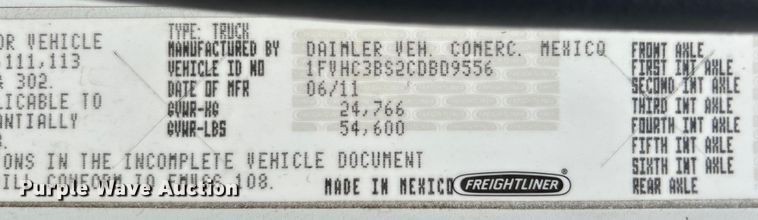 TYPE: TRUCK
OR VEHICLE MANUFACTURED BY DAIMLER VEH. COMERC. MEXICO FRONT AXLE
111,113 VEHICLE ID NO 1FVHC3BS2CDBD9556 FIRST INT AXLE
302. DATE OF MFR 06/11 SECOND INT AXLE
LICABLE TO GVWR-KG 24,766 THIRD INT AXLE
ANTIALLY GVWR-LBS 54,600 FOURTH INT AXLE
FIFTH INT AXLE
ONS IN THE INCOMPLETE VEHICLE DOCUMENT SIXTH INT AXLE
ILL CONFORM TO FMVSS 108. MADE IN MEXICO FREIGHTLINER® REAR AXLE
Purple Wave Auction